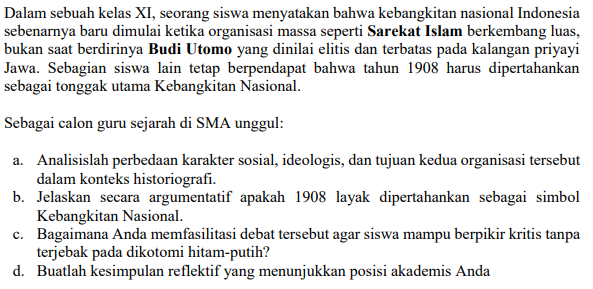 Dalam sebuah kelas XI, seorang siswa menyatakan bahwa kebangkitan nasional Indonesia
sebenarnya baru dimulai ketika organisasi massa seperti Sarekat Islam berkembang luas,
bukan saat berdirinya Budi Utomo yang dinilai elitis dan terbatas pada kalangan priyayi
Jawa. Sebagian siswa lain tetap berpendapat bahwa tahun 1908 harus dipertahankan
sebagai tonggak utama Kebangkitan Nasional.
Sebagai calon guru sejarah di SMA unggul:
a. Analisislah perbedaan karakter sosial, ideologis, dan tujuan kedua organisasi tersebut
dalam konteks historiografi.
b. Jelaskan secara argumentatif apakah 1908 layak dipertahankan sebagai simbol
Kebangkitan Nasional.
c. Bagaimana Anda memfasilitasi debat tersebut agar siswa mampu berpikir kritis tanpa
terjebak pada dikotomi hitam-putih?
d. Buatlah kesimpulan reflektif yang menunjukkan posisi akademis Anda